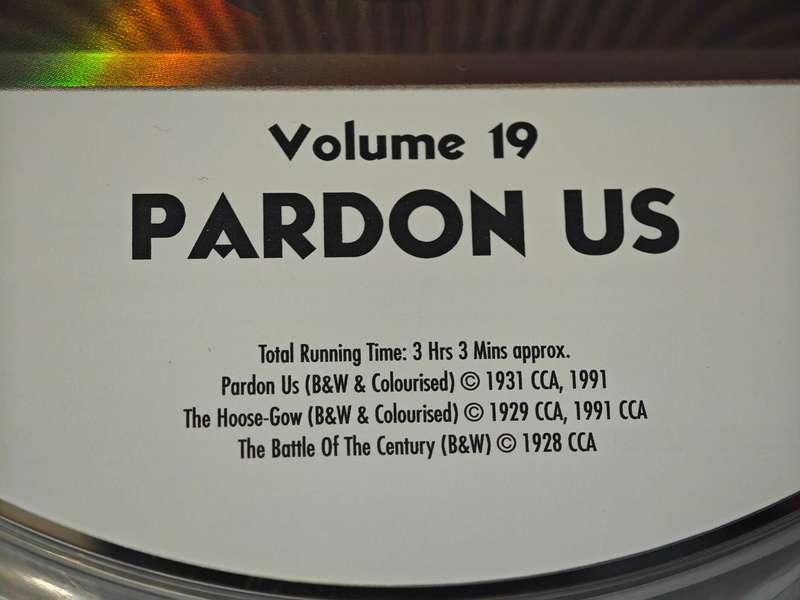 Volume 19
PARDON US
Total Running Time: 3 Hrs 3 Mins approx.
Pardon Us (B&W & Colourised) © 1931 CCA, 1991
The Hoose-Gow (B&W & Colourised) © 1929 CCA, 1991 CCA
The Battle Of The Century (B&W) © 1928 CCA